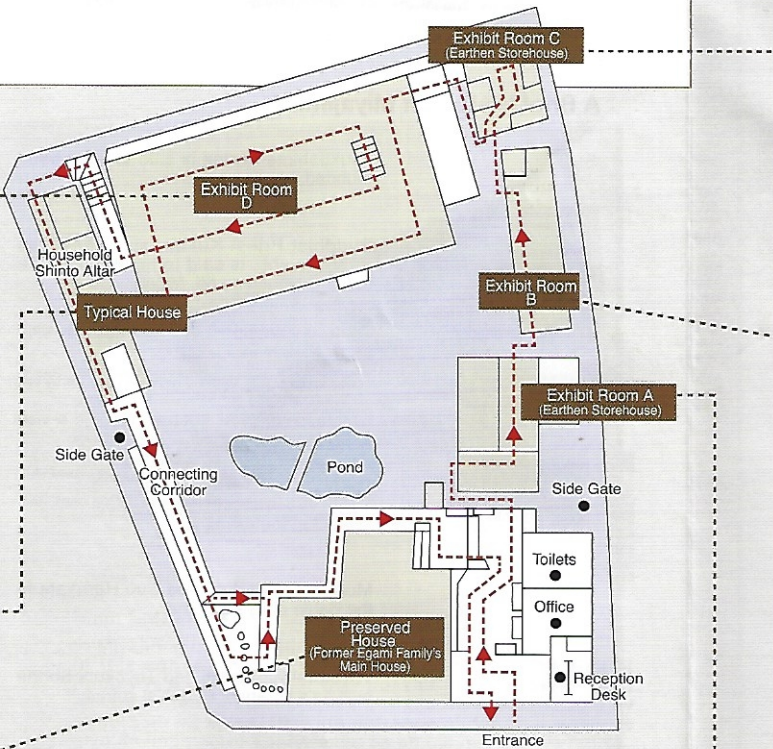 Exhibit Room C
(Earthen Storehouse)
Exhibit Room
D
Household
Shinto Altar
Typical House
Exhibit Room
B
Exhibit Room A
(Earthen Storehouse)
Side Gate
Connecting
Corridor
Pond
Side Gate
Toilets
Office
Preserved
House
(Former Egami Family's
Main House)
Reception
Desk
Entrance